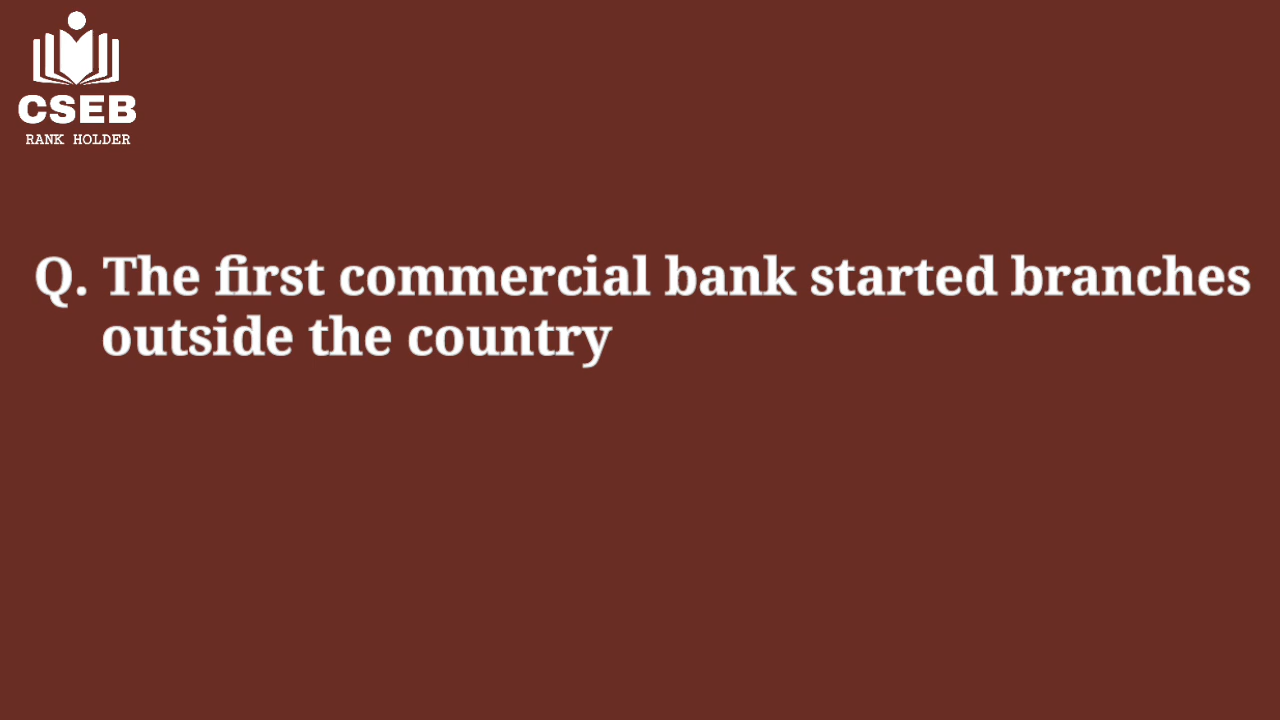 CSEB
RANK HOLDER
Q. The first commercial bank started branches
outside the country